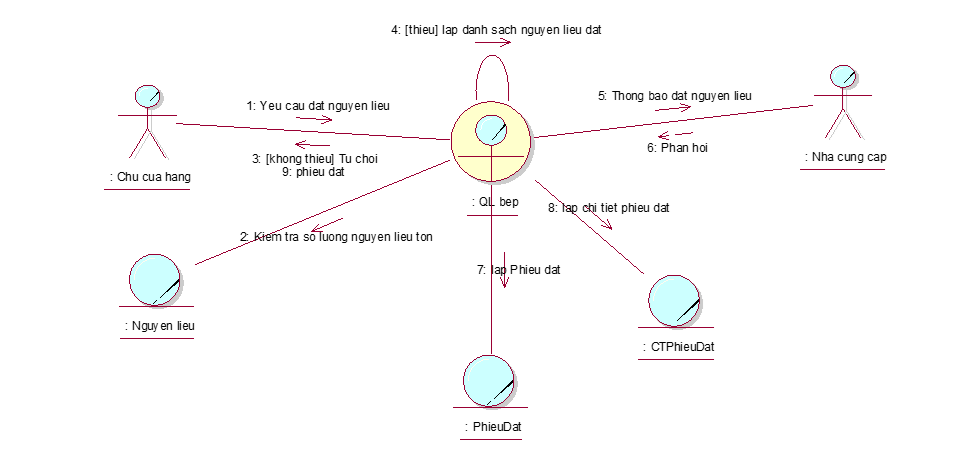 4: [thieu] lap danh sach nguyen lieu dat
1: Yeu cau dat nguyen lieu
5: Thong bao dat nguyen lieu
3: [khong thieu] Tu choi
9: phieu dat
6: Phan hoi
: Chu cua hang
: Nha cung cap
: QL bep
8: lap chi tiet phieu dat
2: Kiem tra so luong nguyen lieu ton
7: lap Phieu dat
: Nguyen lieu
: CTPhieuDat
: PhieuDat